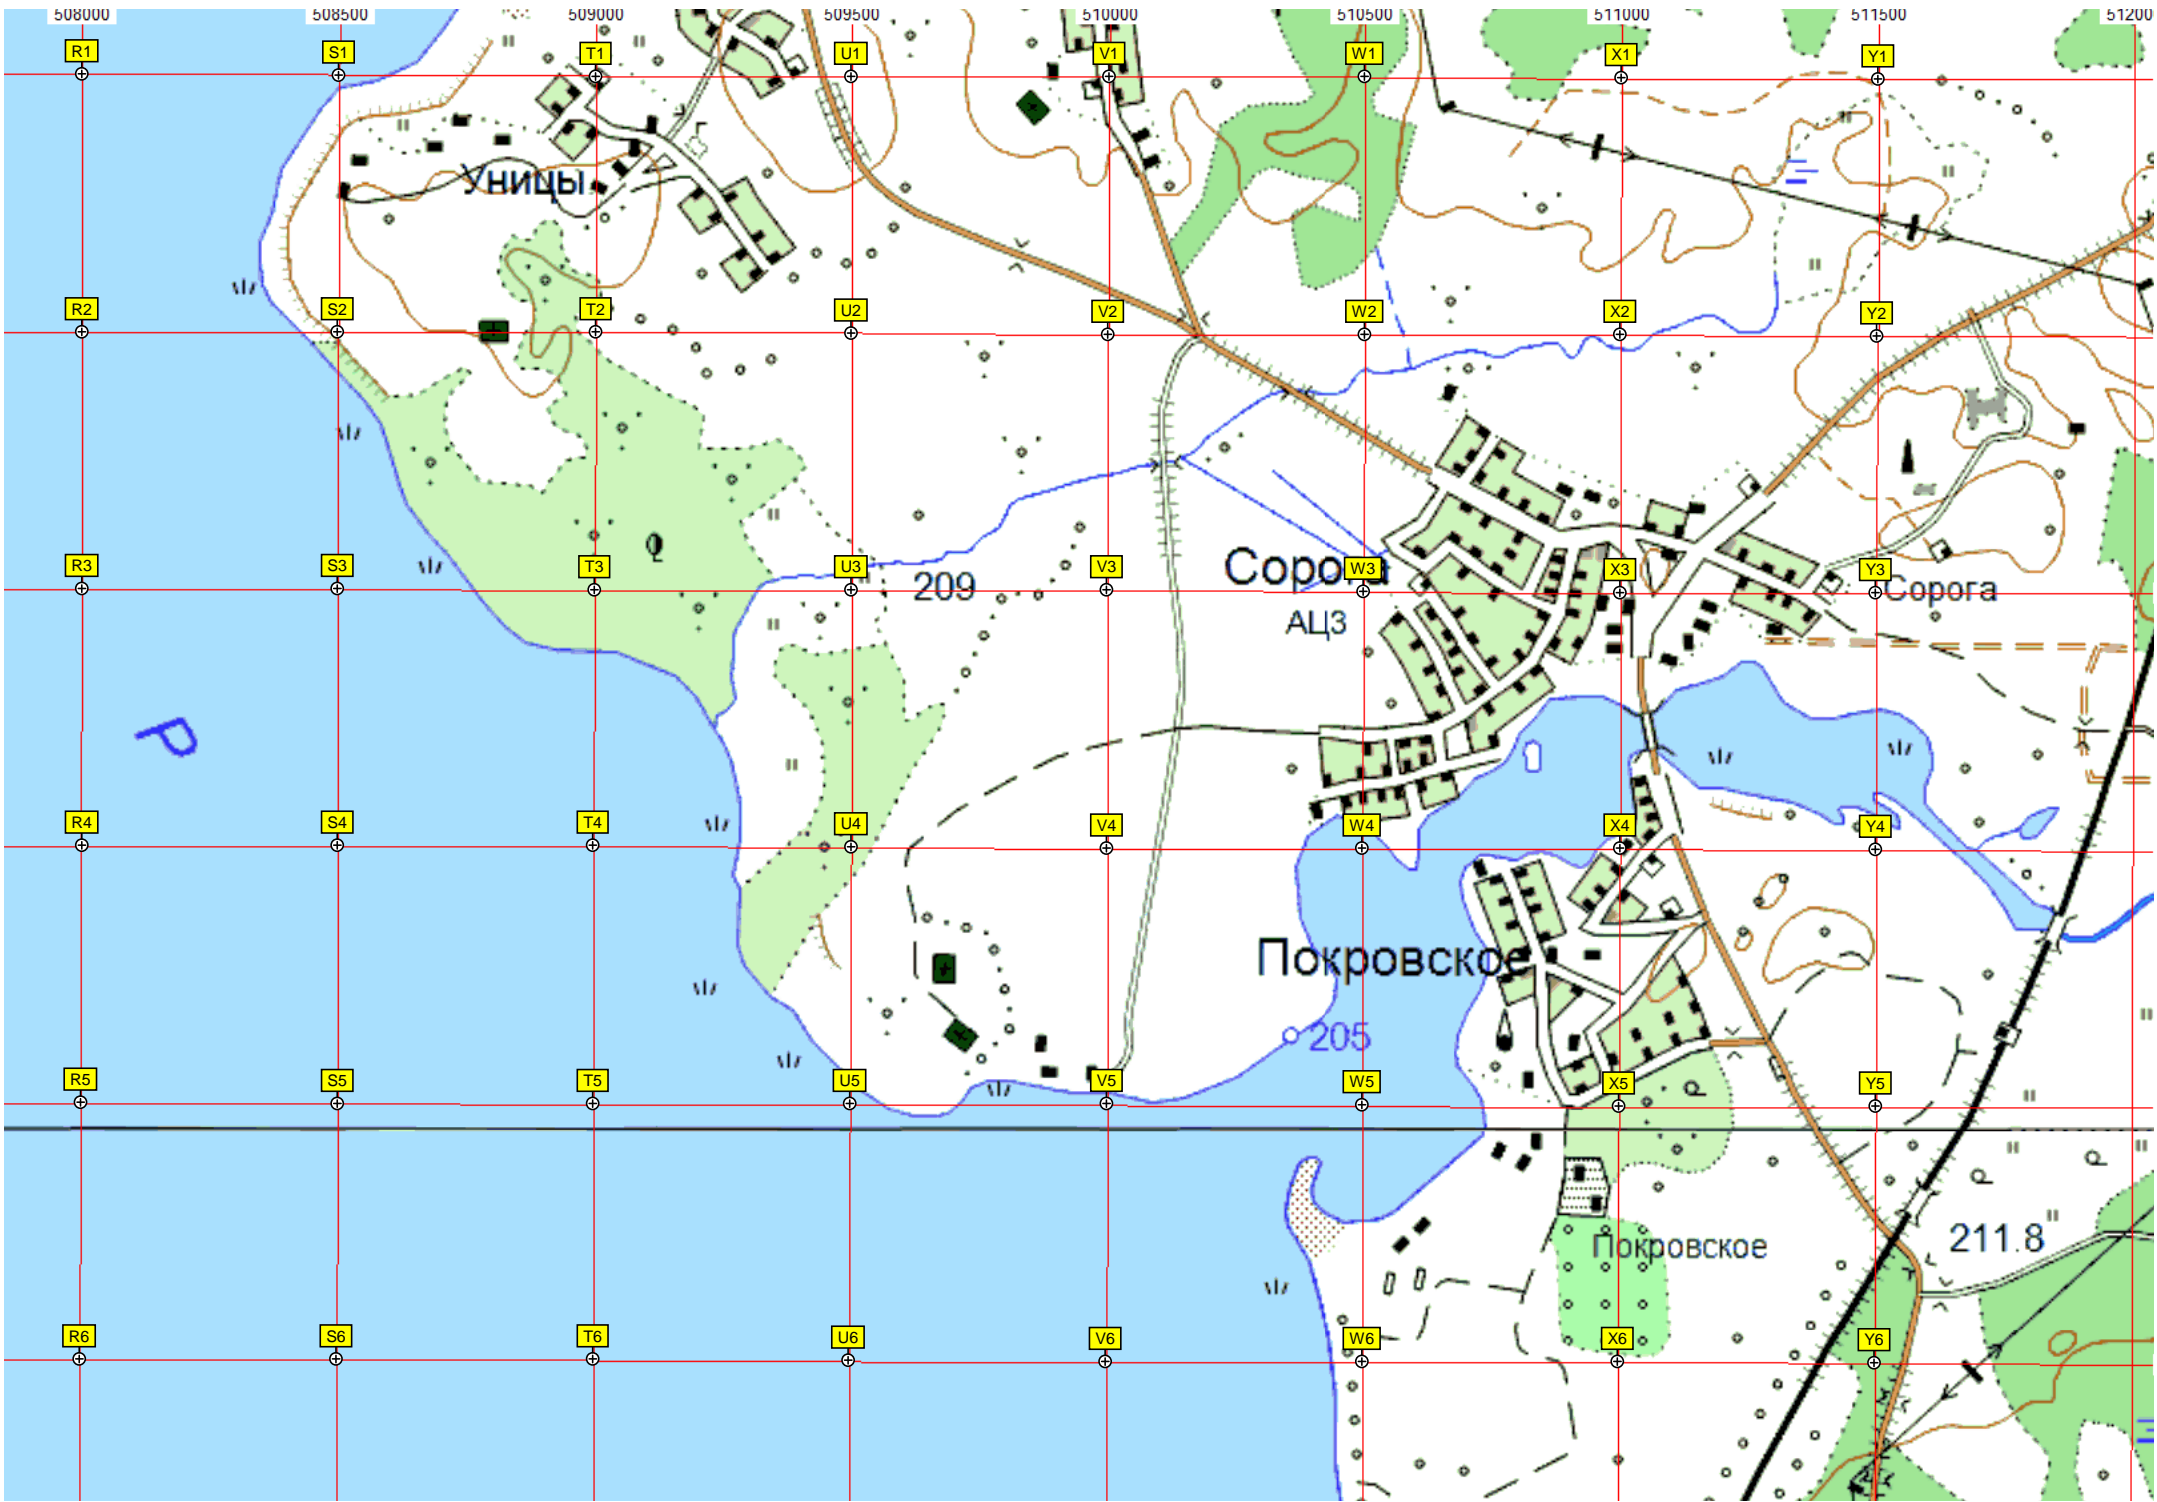 508000 508500 509000 509500 510000 510500 511000 511500
R1 S1 T1 U1 V1 W1 X1 Y1
Уницы
R2 S2 T2 U2 V2 W2 X2 Y2
R3 S3 T3 U3 V3 W3 X3 Y3
209 Сорога Сорога
АЦЗ
Р
R4 S4 T4 U4 V4 W4 X4 Y4
Покровское
205
R5 S5 T5 U5 V5 W5 X5 Y5
Покровское 211.8
R6 S6 T6 U6 V6 W6 X6 Y6